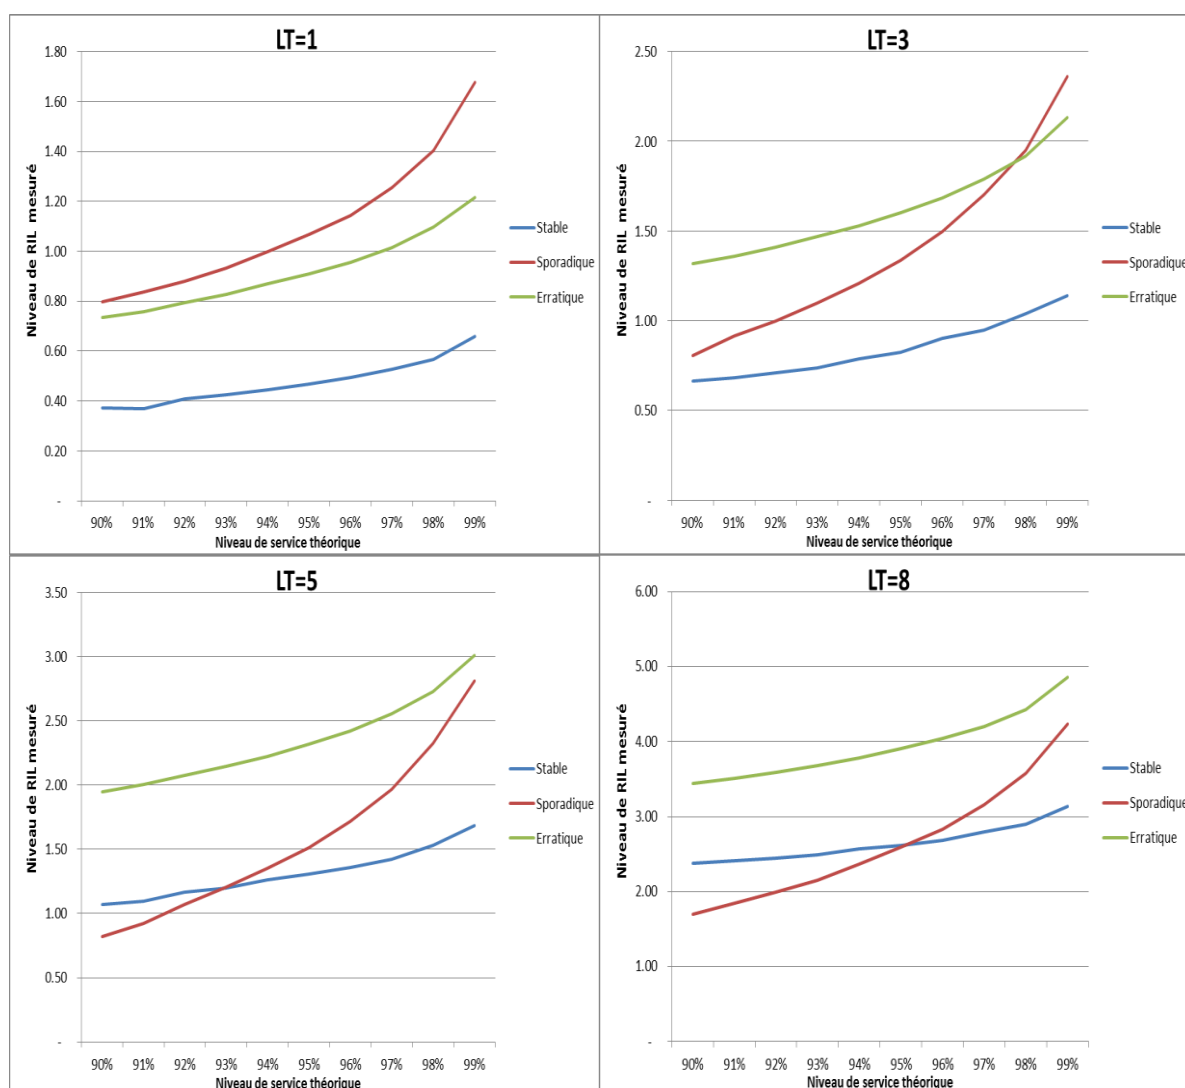 LT=1
1.80
1.60
1.40
1.20
1.00
0.80
0.60
0.40
0.20
-
Niveau de RIL mesuré
90% 91% 92% 93% 94% 95% 96% 97% 98% 99%
Niveau de service théorique
Stable
Sporadique
Erratique
LT=3
2.50
2.00
1.50
1.00
0.50
-
Niveau de RIL mesuré
90% 91% 92% 93% 94% 95% 96% 97% 98% 99%
Niveau de service théorique
Stable
Sporadique
Erratique
LT=5
3.50
3.00
2.50
2.00
1.50
1.00
0.50
-
Niveau de RIL mesuré
90% 91% 92% 93% 94% 95% 96% 97% 98% 99%
Niveau de service théorique
Stable
Sporadique
Erratique
LT=8
6.00
5.00
4.00
3.00
2.00
1.00
-
Niveau de RIL mesuré
90% 91% 92% 93% 94% 95% 96% 97% 98% 99%
Niveau de service théorique
Stable
Sporadique
Erratique